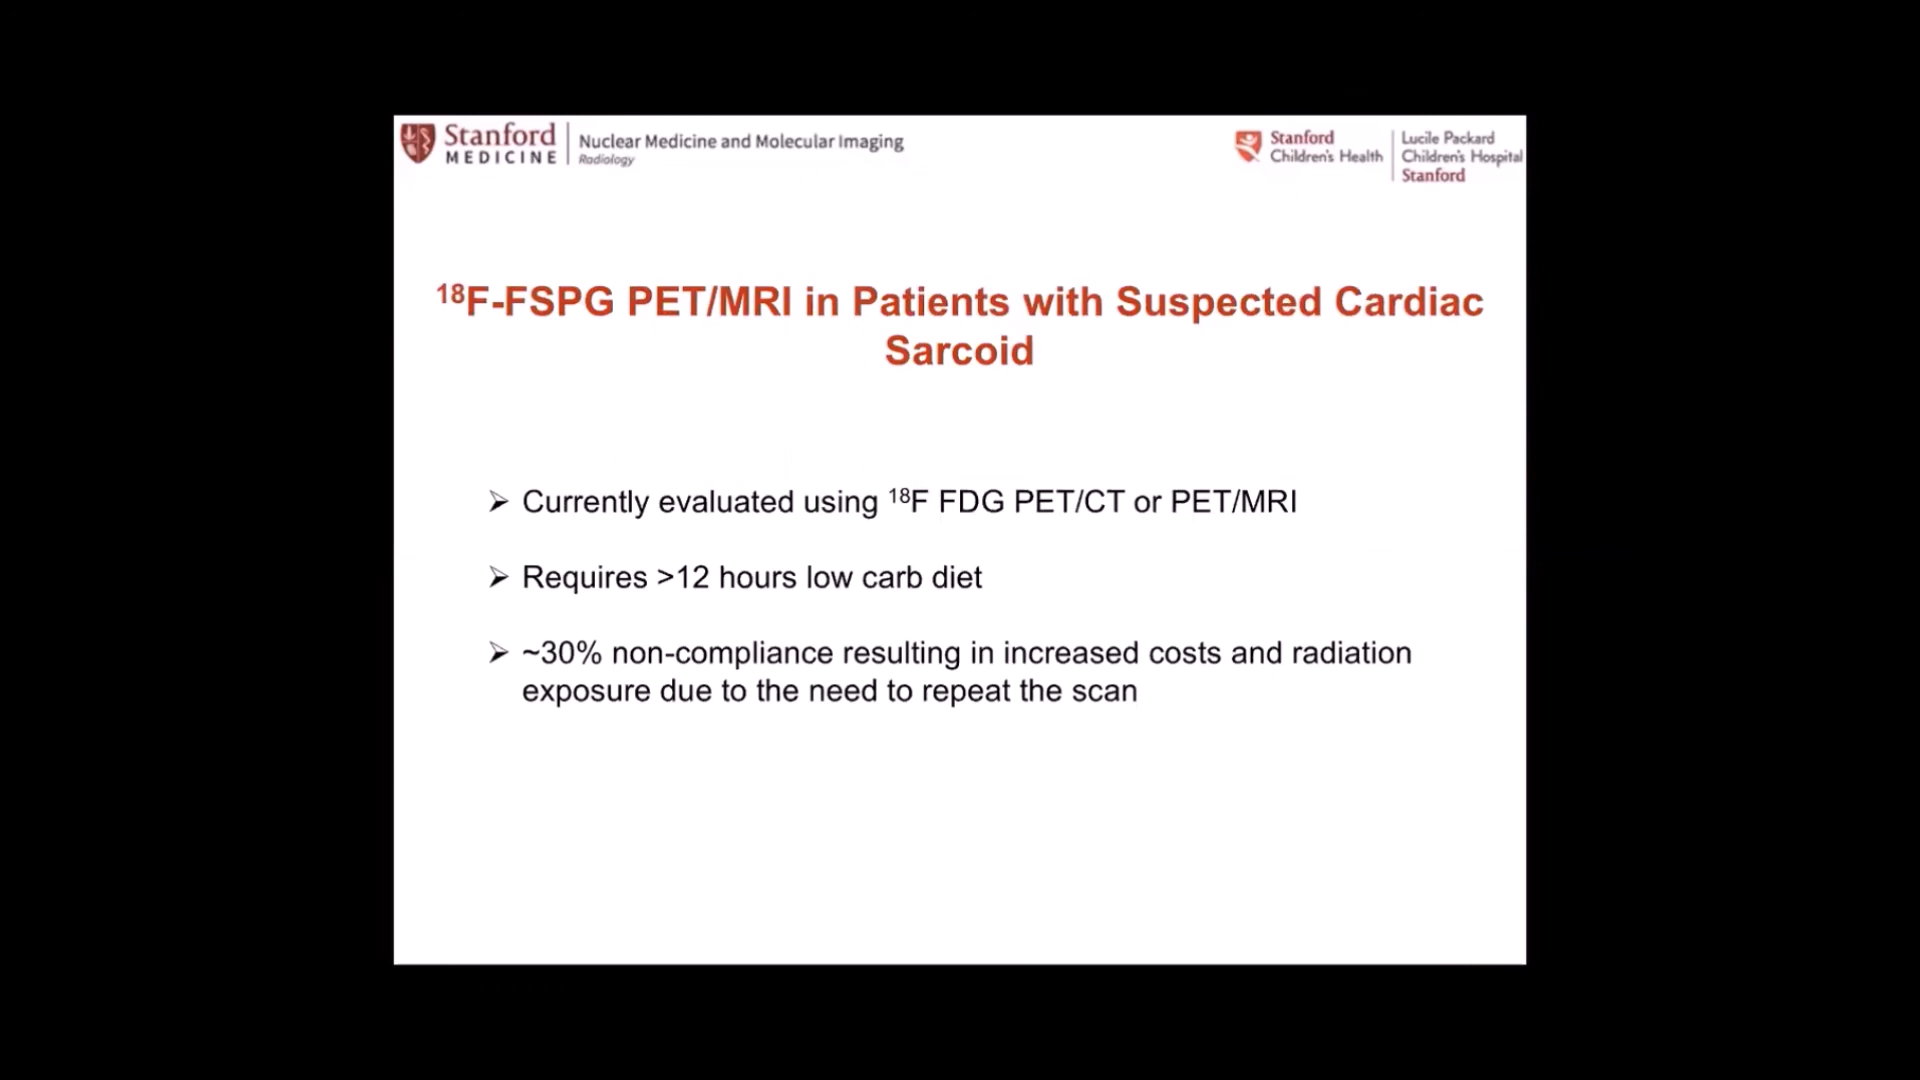 Stanford
MEDICINE
Nuclear Medicine and Molecular Imaging
Radiology
Stanford
Children's Health
Lucile Packard
Children's Hospital
Stanford
¹⁸F-FSPG PET/MRI in Patients with Suspected Cardiac
Sarcoid
➢ Currently evaluated using ¹⁸F FDG PET/CT or PET/MRI
➢ Requires >12 hours low carb diet
➢ ~30% non-compliance resulting in increased costs and radiation
exposure due to the need to repeat the scan